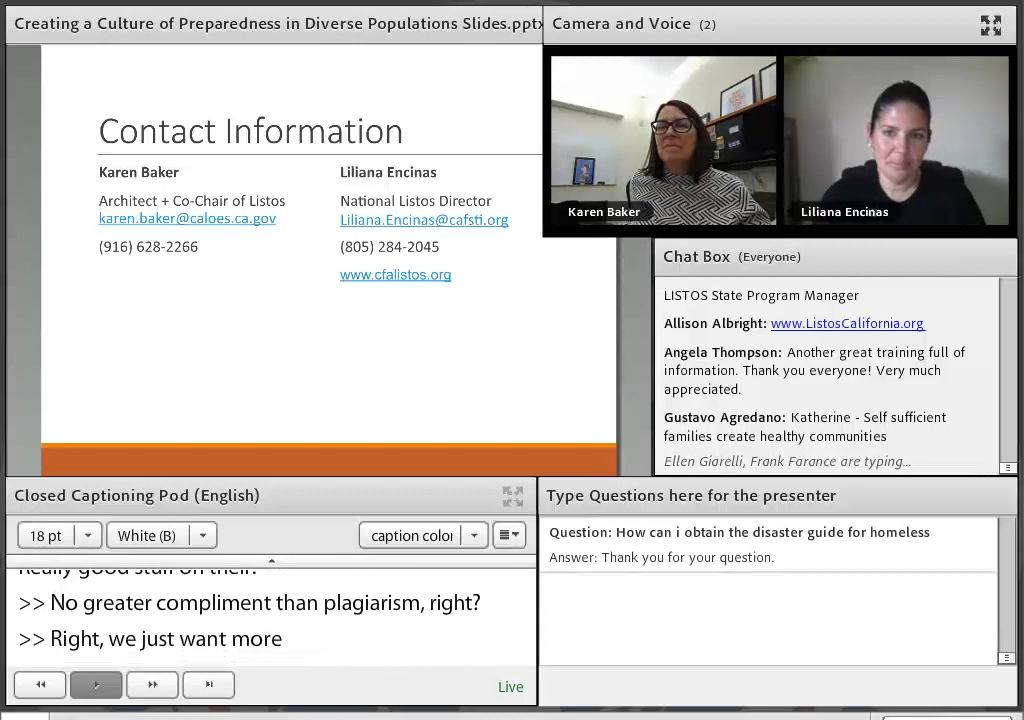 Creating a Culture of Preparedness in Diverse Populations Slides.pptx
Camera and Voice (2)
Contact Information
Karen Baker
Architect + Co-Chair of Listos
karen.baker@caloes.ca.gov
(916) 628-2266
Liliana Encinas
National Listos Director
Liliana.Encinas@cafsti.org
(805) 284-2045
www.cfalistos.org
Karen Baker
Liliana Encinas
Chat Box (Everyone)
LISTOS State Program Manager
Allison Albright: www.ListosCalifornia.org
Angela Thompson: Another great training full of
information. Thank you everyone! Very much
appreciated.
Gustavo Agredano: Katherine - Self sufficient
families create healthy communities
Ellen Giarelli, Frank Farance are typing...
Closed Captioning Pod (English)
18 pt
White (B)
caption color
Really good stuff on their.
>> No greater compliment than plagiarism, right?
>> Right, we just want more
Live
Type Questions here for the presenter
Question: How can i obtain the disaster guide for homeless
Answer: Thank you for your question.